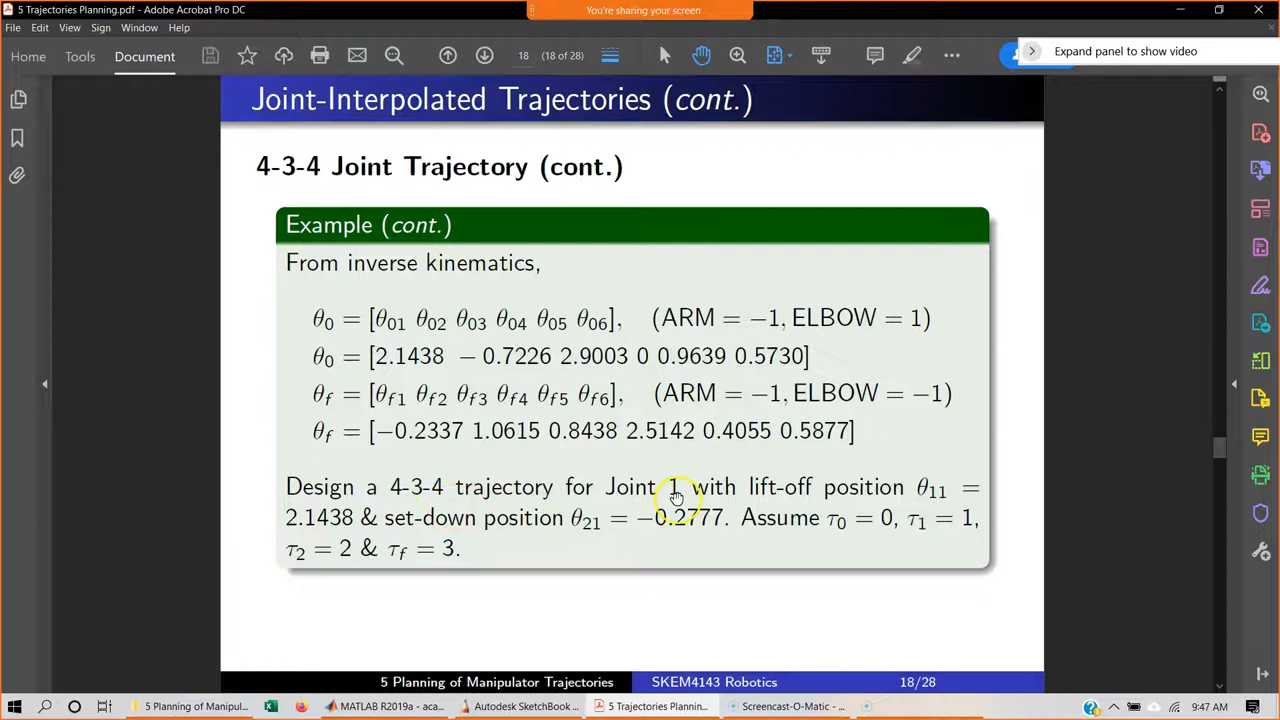 5 Trajectories Planning.pdf - Adobe Acrobat Pro DC
You're sharing your screen
File Edit View Sign Window Help
Home Tools Document 18 (18 of 28)
Expand panel to show video
Joint-Interpolated Trajectories (cont.)
4-3-4 Joint Trajectory (cont.)
Example (cont.)
From inverse kinematics,
θ₀ = [θ₀₁ θ₀₂ θ₀₃ θ₀₄ θ₀₅ θ₀₆], (ARM = −1, ELBOW = 1)
θ₀ = [2.1438 − 0.7226 2.9003 0 0.9639 0.5730]
θf = [θf1 θf2 θf3 θf4 θf5 θf6], (ARM = −1, ELBOW = −1)
θf = [−0.2337 1.0615 0.8438 2.5142 0.4055 0.5877]
Design a 4-3-4 trajectory for Joint 1 with lift-off position θ₁₁ =
2.1438 & set-down position θ₂₁ = −0.2777. Assume τ₀ = 0, τ₁ = 1,
τ₂ = 2 & τf = 3.
5 Planning of Manipulator Trajectories SKEM4143 Robotics 18/28
5 Planning of Manipul... MATLAB R2019a - aca... Autodesk SketchBook ... 5 Trajectories Plannin... Screencast-O-Matic - ... 9:47 AM